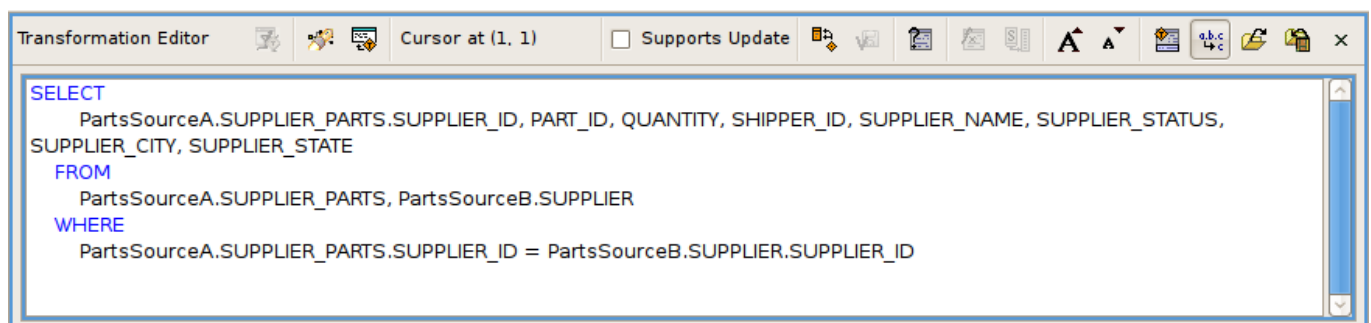 Transformation Editor Cursor at (1, 1) Supports Update
SELECT
PartsSourceA.SUPPLIER_PARTS.SUPPLIER_ID, PART_ID, QUANTITY, SHIPPER_ID, SUPPLIER_NAME, SUPPLIER_STATUS,
SUPPLIER_CITY, SUPPLIER_STATE
FROM
PartsSourceA.SUPPLIER_PARTS, PartsSourceB.SUPPLIER
WHERE
PartsSourceA.SUPPLIER_PARTS.SUPPLIER_ID = PartsSourceB.SUPPLIER.SUPPLIER_ID